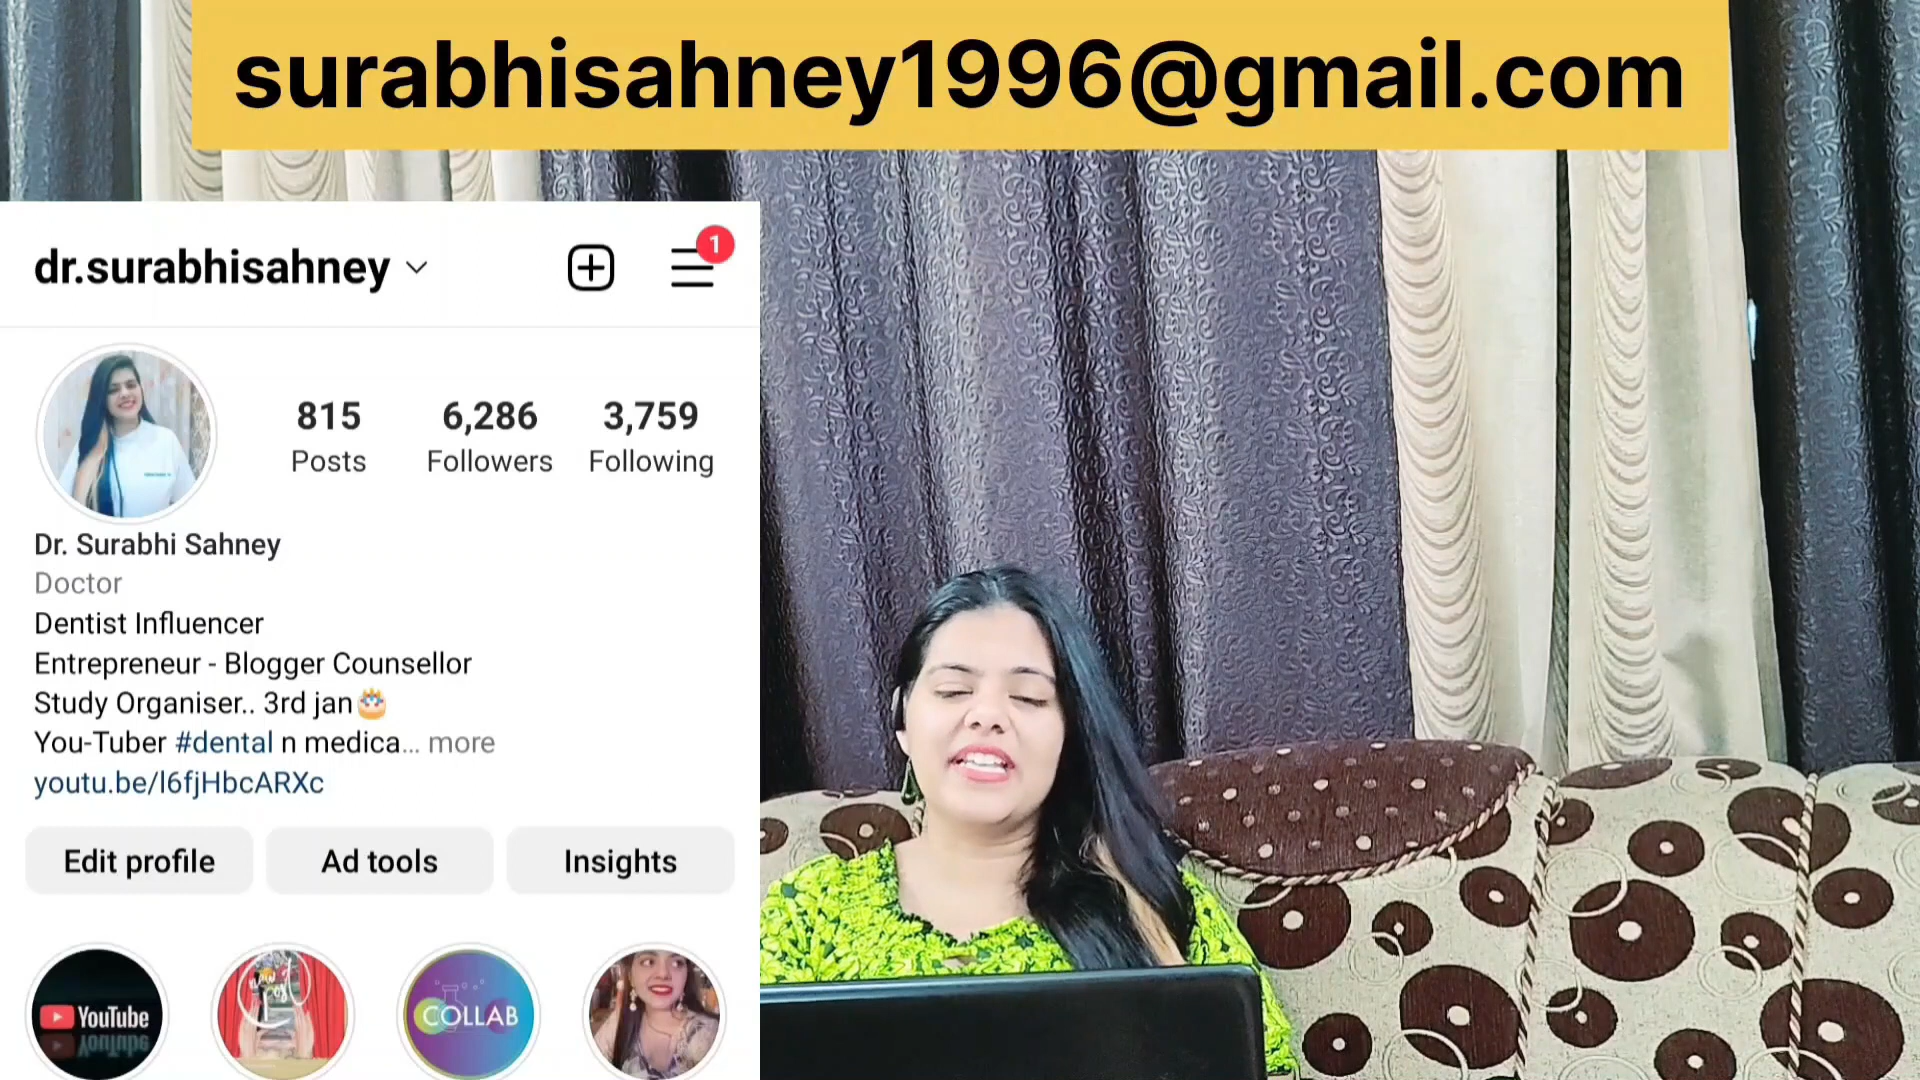 surabhisahney1996@gmail.com
dr.surabhisahney
1
815
6,286
3,759
Posts
Followers
Following
Dr. Surabhi Sahney
Doctor
Dentist Influencer
Entrepreneur - Blogger Counsellor
Study Organiser.. 3rd jan🎂
You-Tuber #dental n medica... more
youtu.be/l6fjHbcARXc
Edit profile
Ad tools
Insights
YouTube
COLLAB